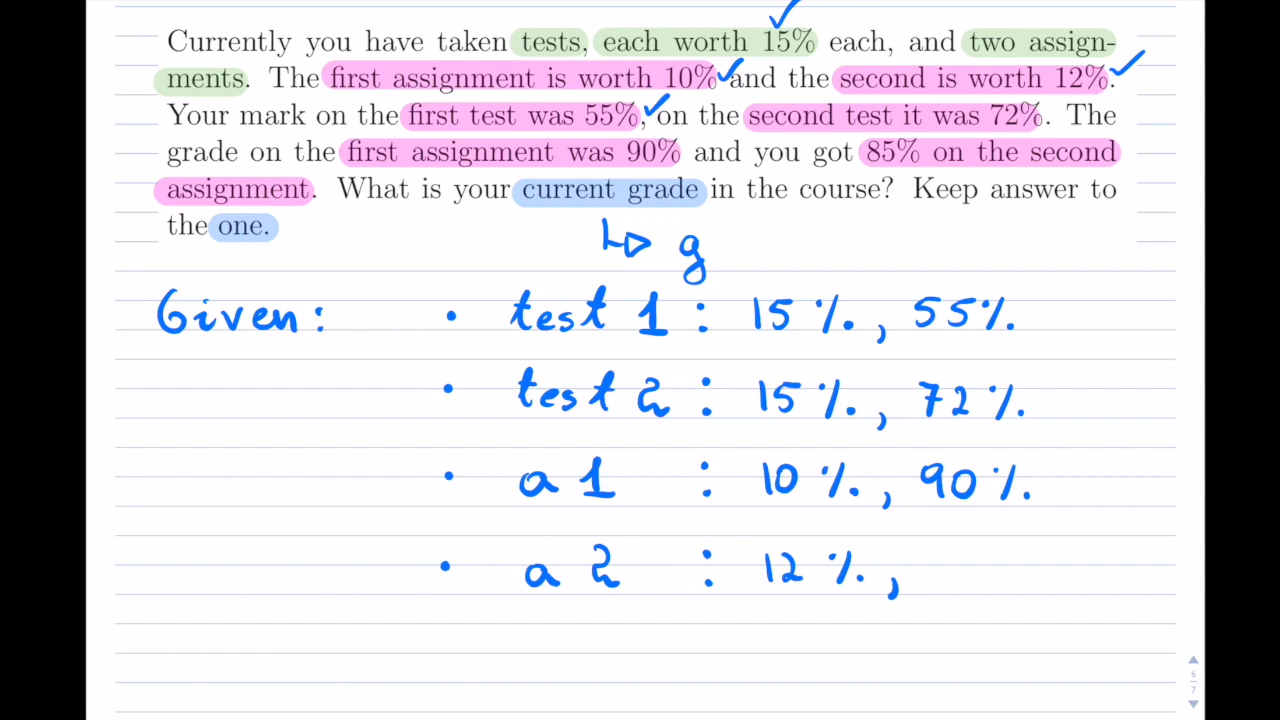 Currently you have taken tests, each worth 15% each, and two assign-
ments. The first assignment is worth 10% and the second is worth 12%.
Your mark on the first test was 55%, on the second test it was 72%. The
grade on the first assignment was 90% and you got 85% on the second
assignment. What is your current grade in the course? Keep answer to
the one.
g
Given: • test 1 : 15 %, 55%
• test 2 : 15 %, 72%
• a 1 : 10 %, 90%
• a 2 : 12 %,
6
7